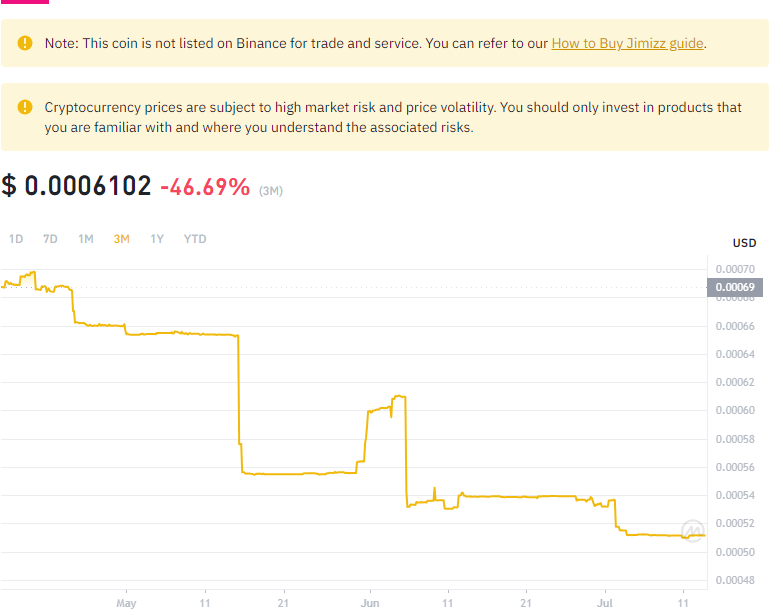 Note: This coin is not listed on Binance for trade and service. You can refer to our How to Buy Jimizz guide.
Cryptocurrency prices are subject to high market risk and price volatility. You should only invest in products that
you are familiar with and where you understand the associated risks.
$ 0.0006102 -46.69% (3M)
1D 7D 1M 3M 1Y YTD
USD
0.00070
0.00069
0.00068
0.00066
0.00064
0.00062
0.00060
0.00058
0.00056
0.00054
0.00052
0.00050
0.00048
May 11 21 Jun 11 21 Jul 11